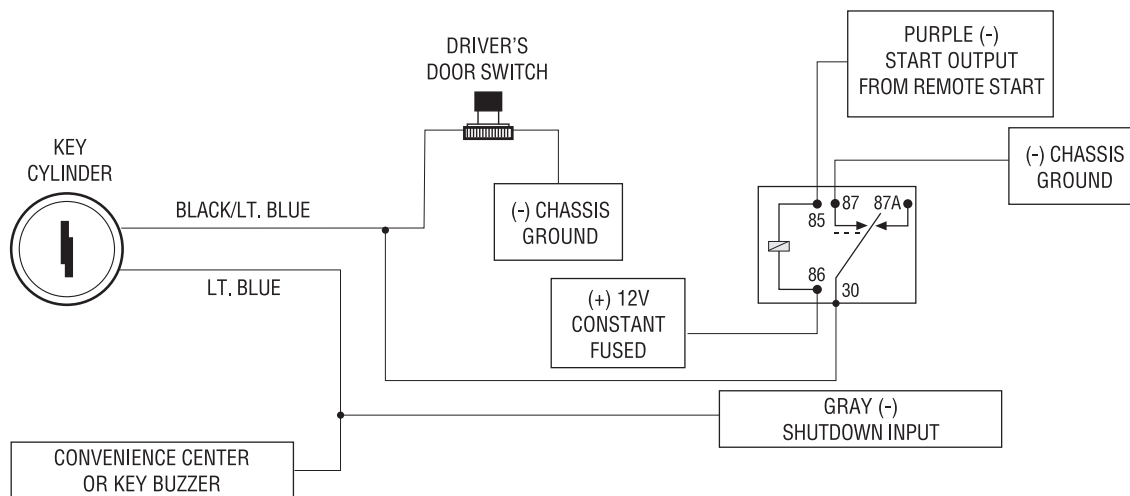 DRIVER'S
DOOR SWITCH
PURPLE (-)
START OUTPUT
FROM REMOTE START
KEY
CYLINDER
(-) CHASSIS
GROUND
BLACK/LT. BLUE
(-) CHASSIS
GROUND
87
87A
85
LT. BLUE
86
30
(+) 12V
CONSTANT
FUSED
GRAY (-)
SHUTDOWN INPUT
CONVENIENCE CENTER
OR KEY BUZZER